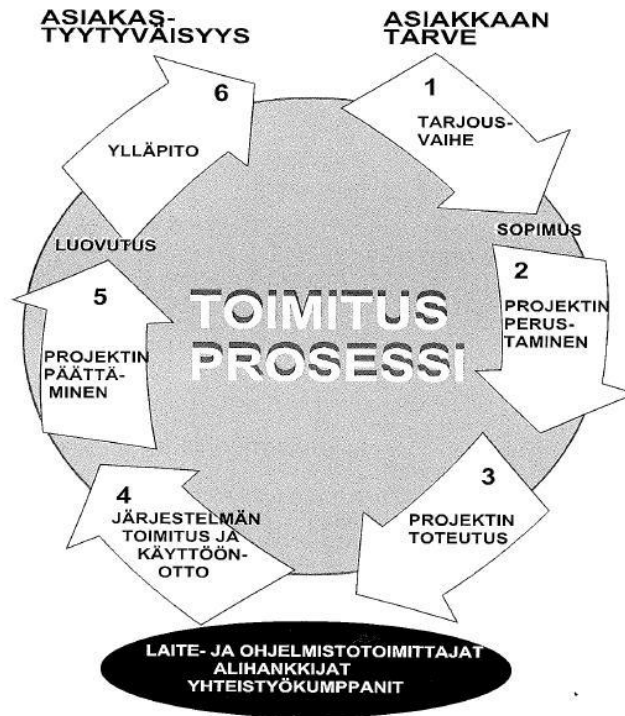 ASIAKAS-
TYYTYVÄISYYS
ASIAKKAAN
TARVE
1
TARJOUS-
VAIHE
SOPIMUS
2
PROJEKTIN
PERUS-
TAMINEN
3
PROJEKTIN
TOTEUTUS
4
JÄRJESTELMÄN
TOIMITUS JA
KÄYTTÖÖN-
OTTO
5
PROJEKTIN
PÄÄTTÄ-
MINEN
LUOVUTUS
6
YLLÄPITO
TOIMITUS
PROSESSI
LAITE- JA OHJELMISTOTOIMITTAJAT
ALIHANKKIJAT
YHTEISTYÖKUMPPANIT